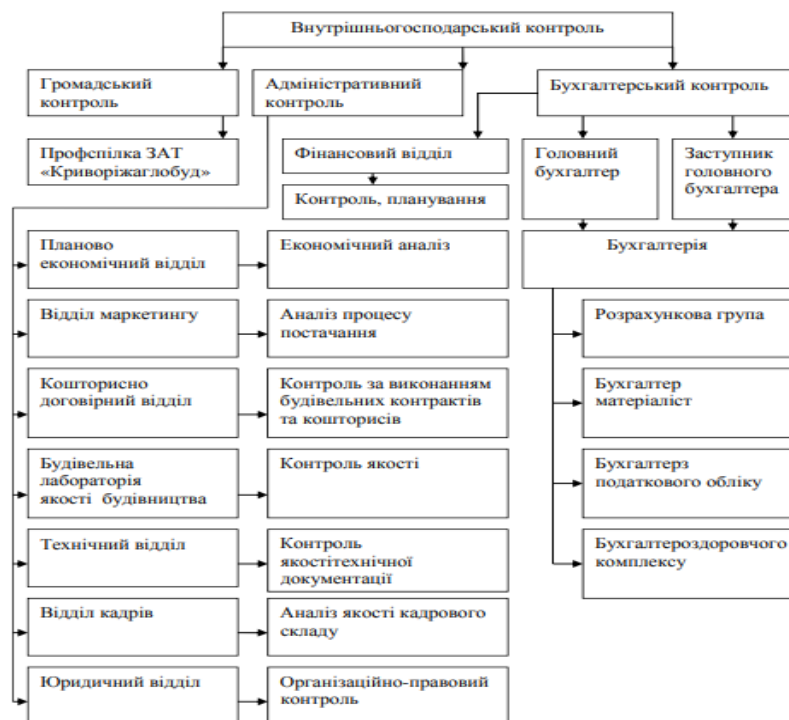 Внутрішньогосподарський контроль
Громадський
контроль
Адміністративний
контроль
Бухгалтерський контроль
Профспілка ЗАТ
«Криворіжаглобуд»
Фінансовий відділ
Головний
бухгалтер
Заступник
головного
бухгалтера
Контроль, планування
Планово
економічний відділ
Економічний аналіз
Бухгалтерія
Відділ маркетингу
Аналіз процесу
постачання
Розрахункова група
Кошторисно
договірний відділ
Контроль за виконанням
будівельних контрактів
та кошторисів
Бухгалтер
матеріаліст
Будівельна
лабораторія
якості будівництва
Контроль якості
Бухгалтерз
податкового обліку
Технічний відділ
Контроль
якостітехнічної
документації
Бухгалтероздоровчого
комплексу
Відділ кадрів
Аналіз якості кадрового
складу
Юридичний відділ
Організаційно-правовий
контроль